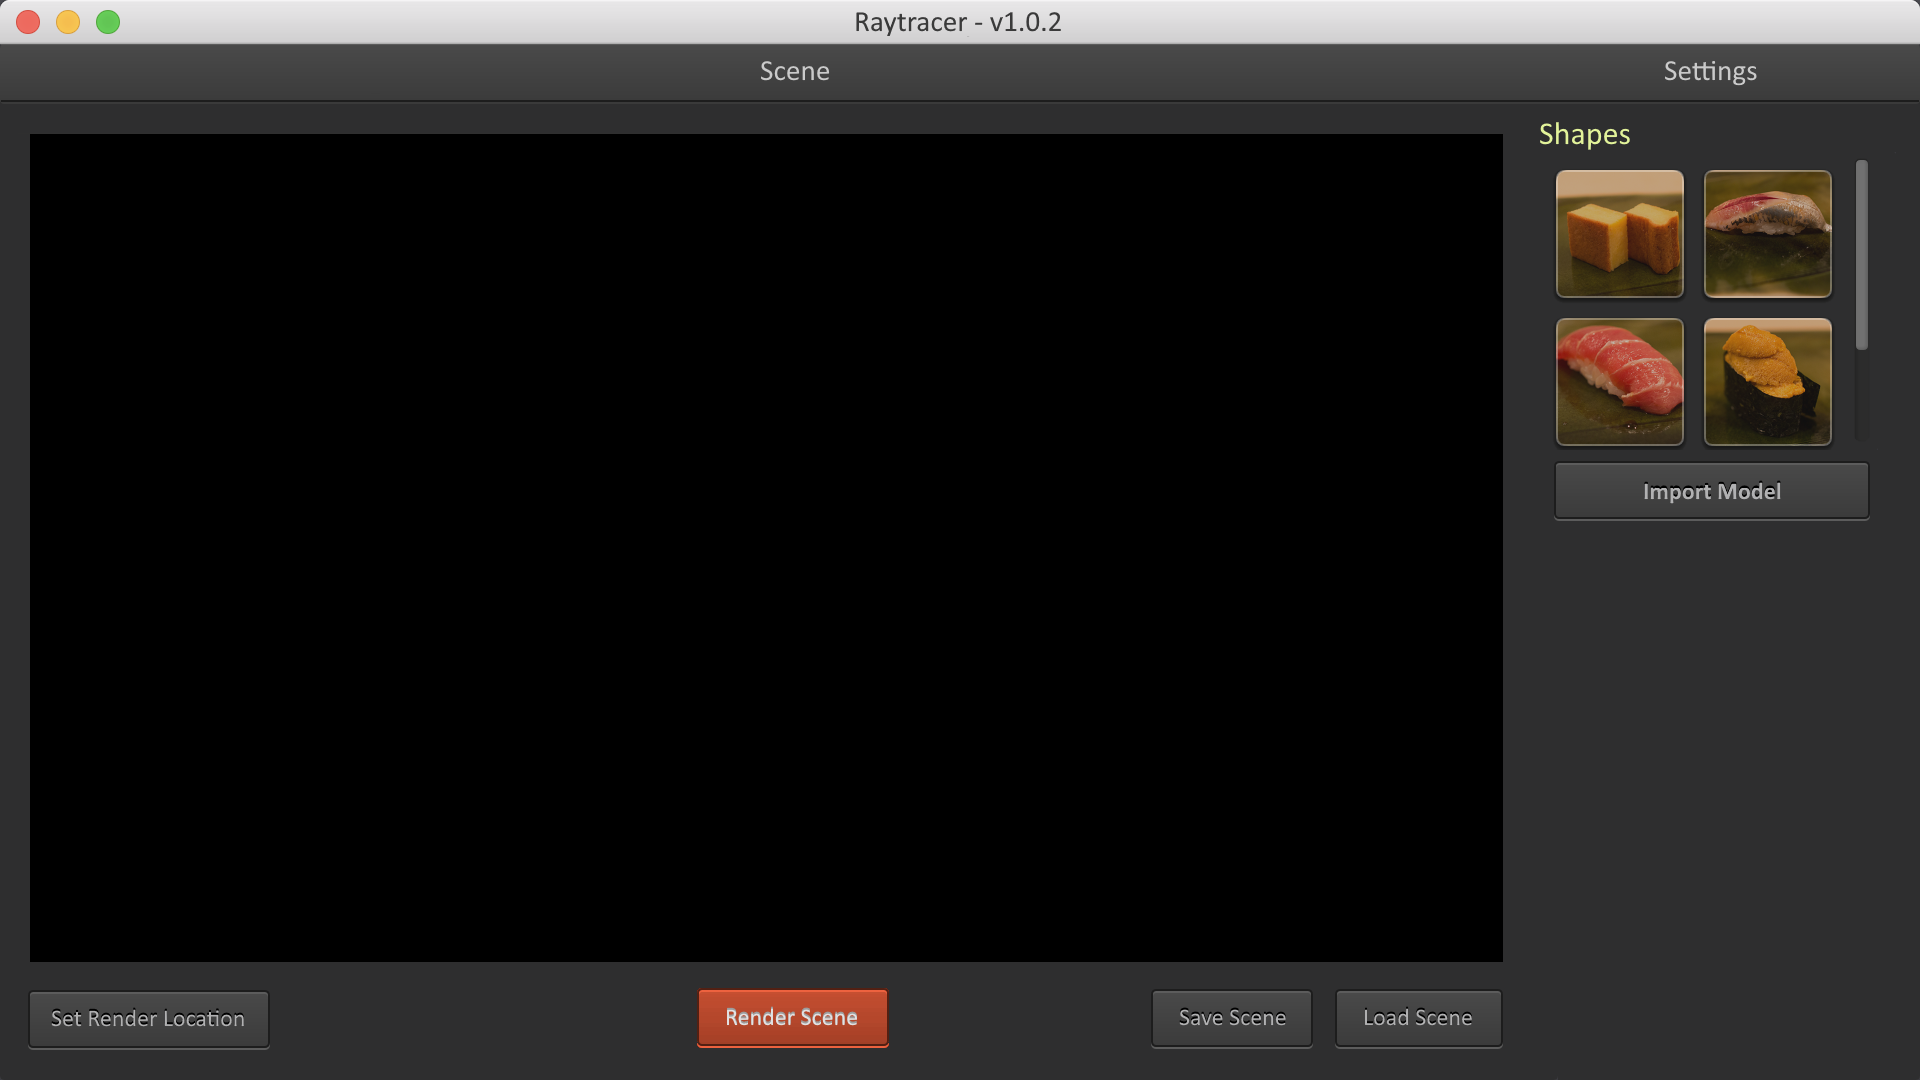 Raytracer - v1.0.2
Scene
Settings
Shapes
Import Model
Set Render Location
Render Scene
Save Scene
Load Scene